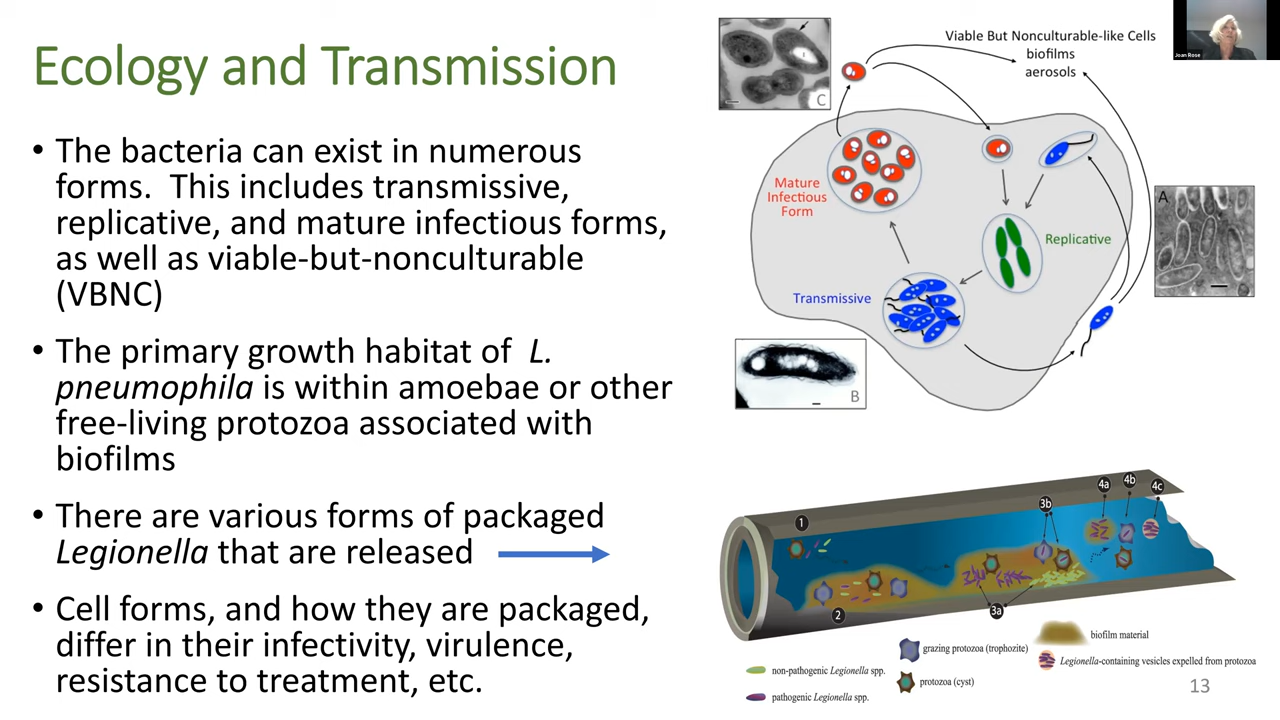 Ecology and Transmission
• The bacteria can exist in numerous
forms.  This includes transmissive,
replicative, and mature infectious forms,
as well as viable-but-nonculturable
(VBNC)
• The primary growth habitat of  L.
pneumophila is within amoebae or other
free-living protozoa associated with
biofilms
• There are various forms of packaged
Legionella that are released
• Cell forms, and how they are packaged,
differ in their infectivity, virulence,
resistance to treatment, etc.
C
Viable But Nonculturable-like Cells
biofilms
aerosols
Joan Rose
Mature
Infectious
Form
Replicative
Transmissive
A
B
1
2
3a
3b
4a
4b
4c
non-pathogenic Legionella spp.
pathogenic Legionella spp.
grazing protozoa (trophozite)
protozoa (cyst)
biofilm material
Legionella-containing vesicles expelled from protozoa
13